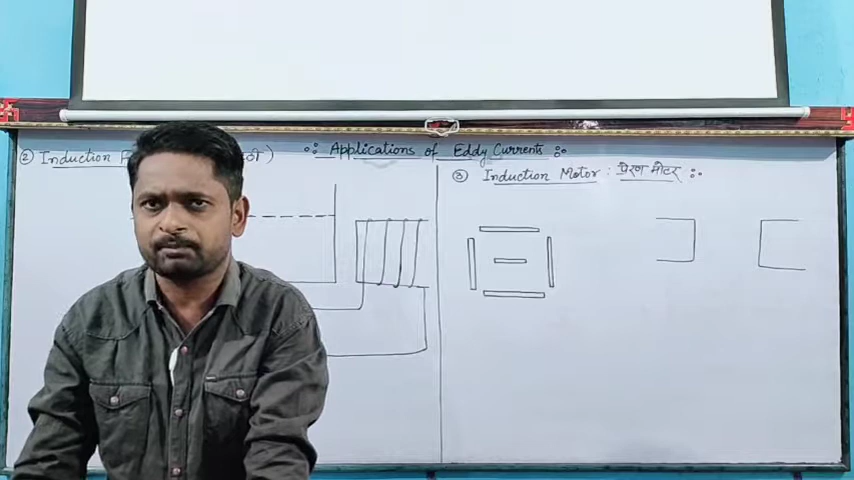 ∘: Applications of Eddy Currents :∘
② Induction
③ Induction Motor : प्रेरण मोटर :∘